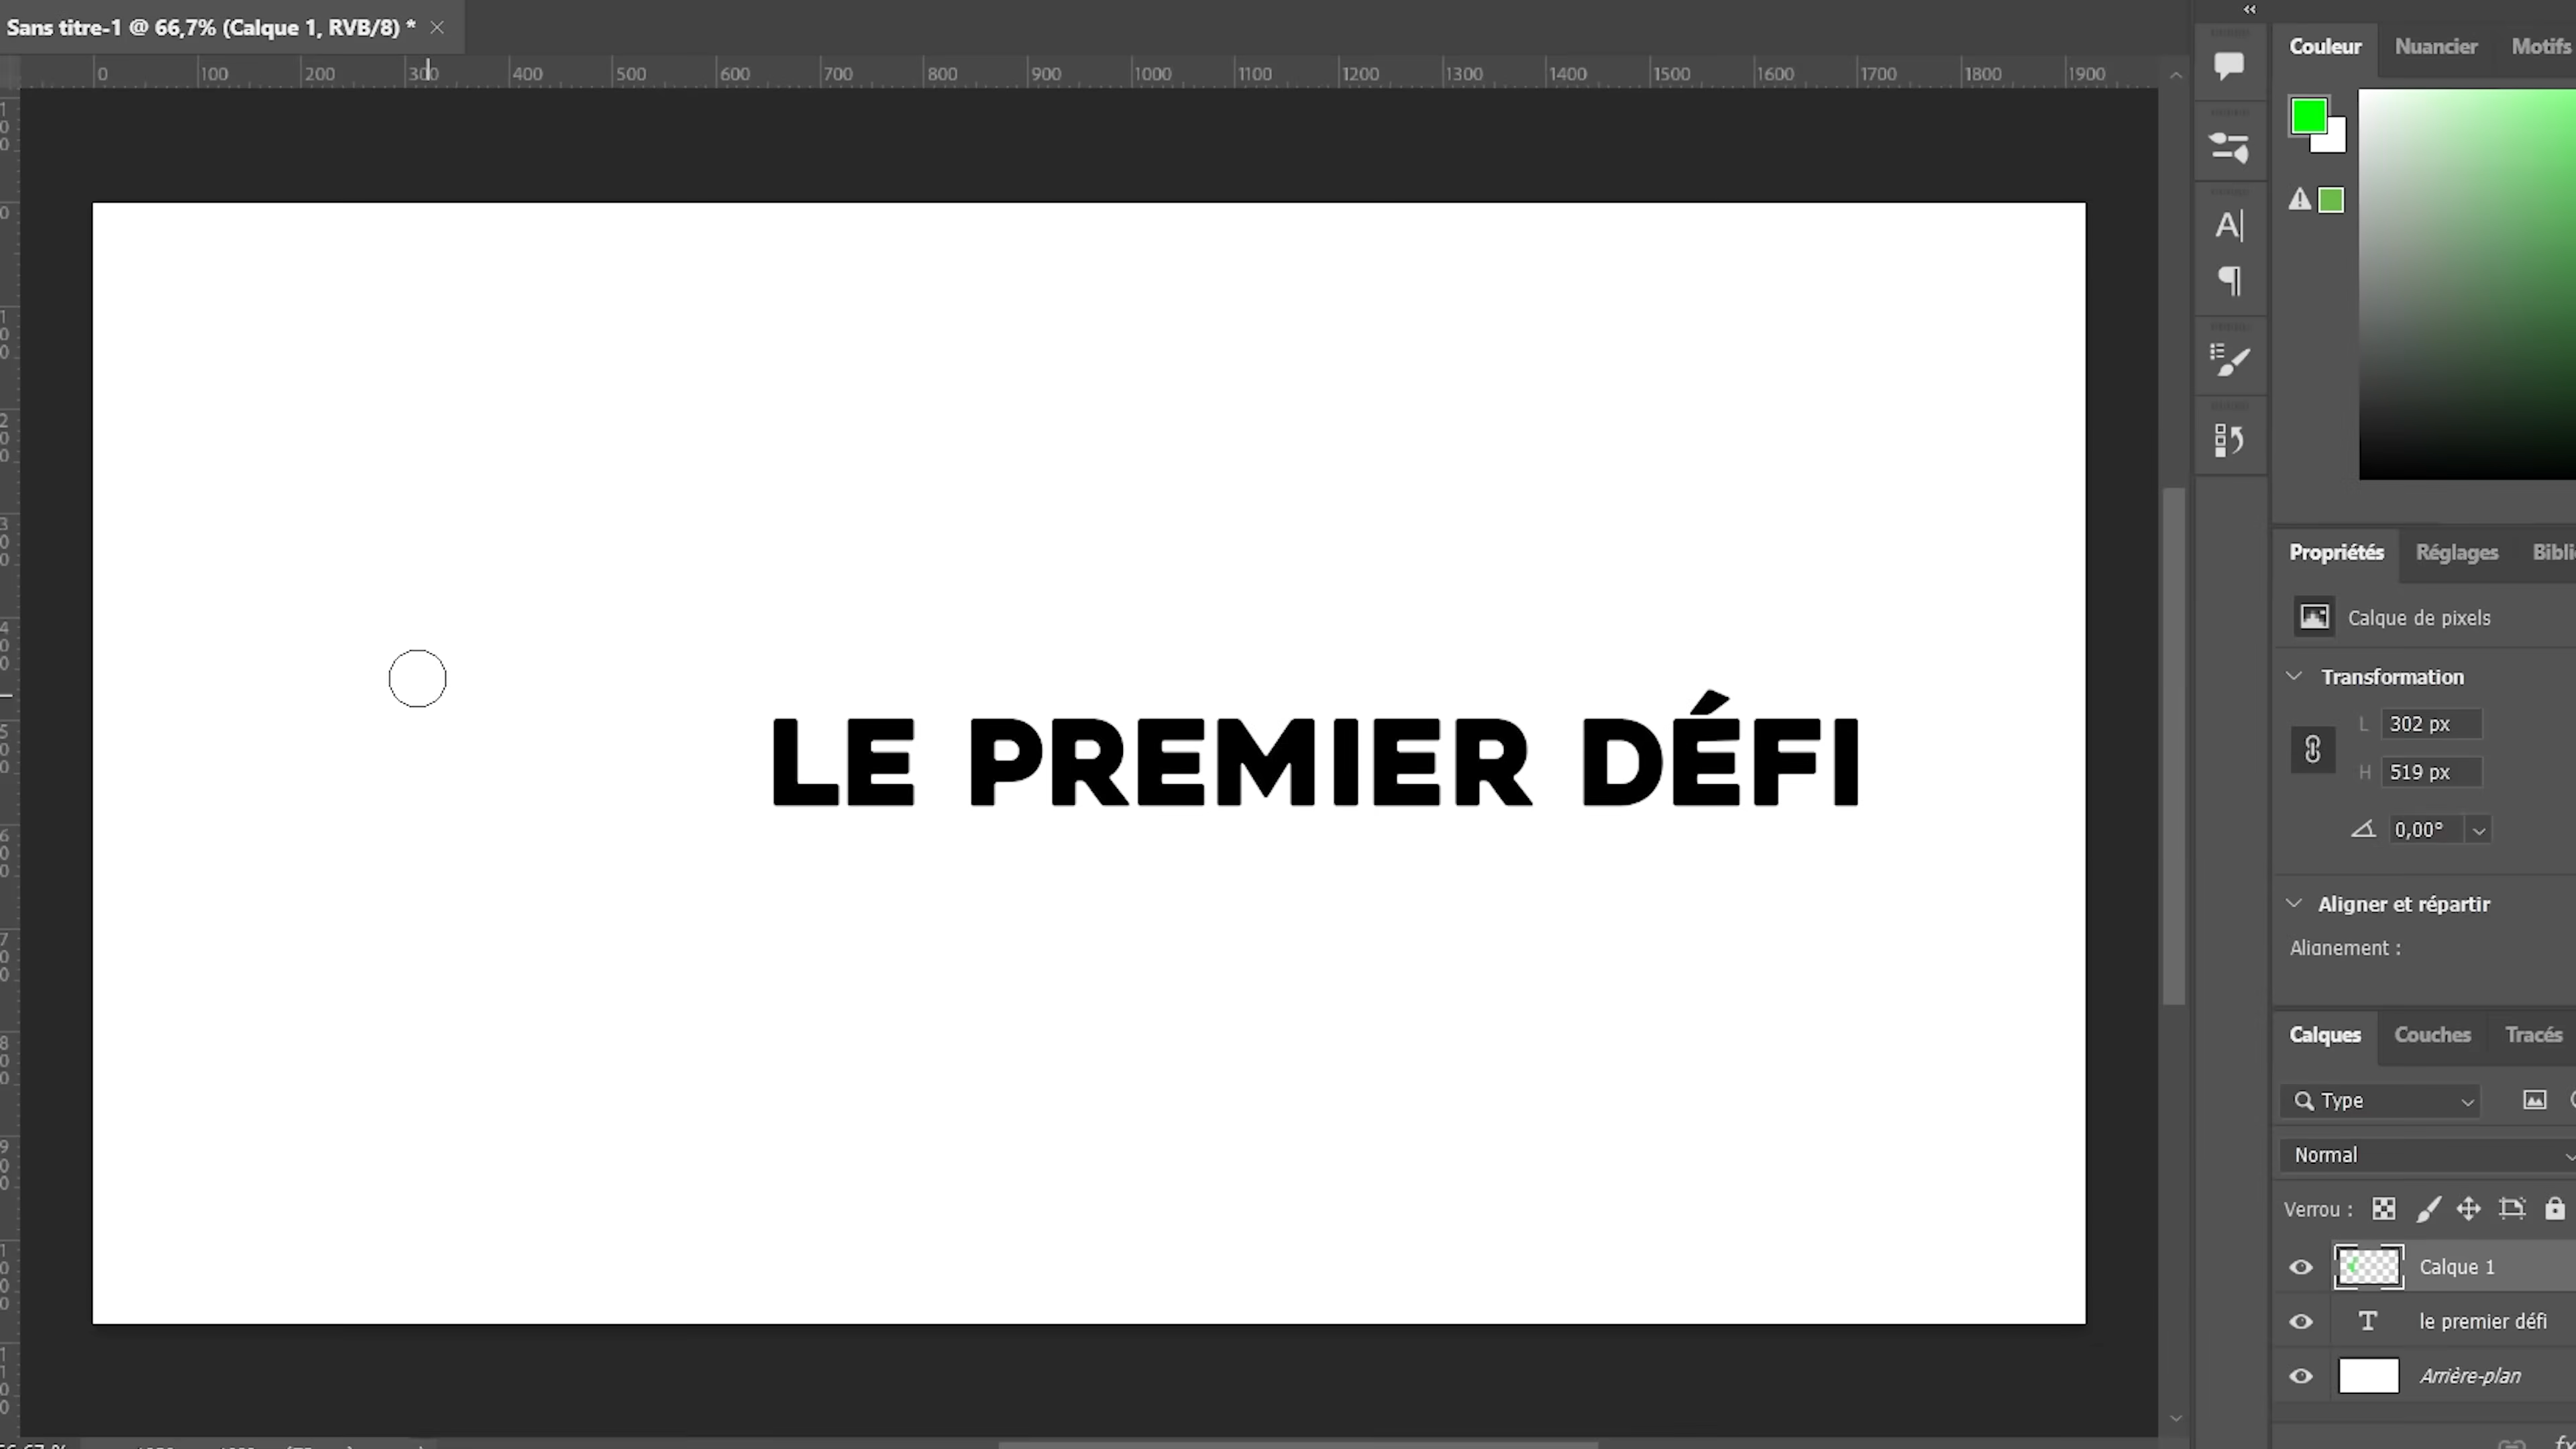 Sans titre-1 @ 66,7% (Calque 1, RVB/8) *
0 100 200 300 400 500 600 700 800 900 1000 1100 1200 1300 1400 1500 1600 1700 1800 1900
Couleur Nuancier Motifs
LE PREMIER DÉFI
Propriétés Réglages
Calque de pixels
Transformation
L 302 px
H 519 px
0,00°
Aligner et répartir
Alignement :
Calques Couches Tracés
Type
Normal
Verrou :
Calque 1
T le premier défi
Arrière-plan